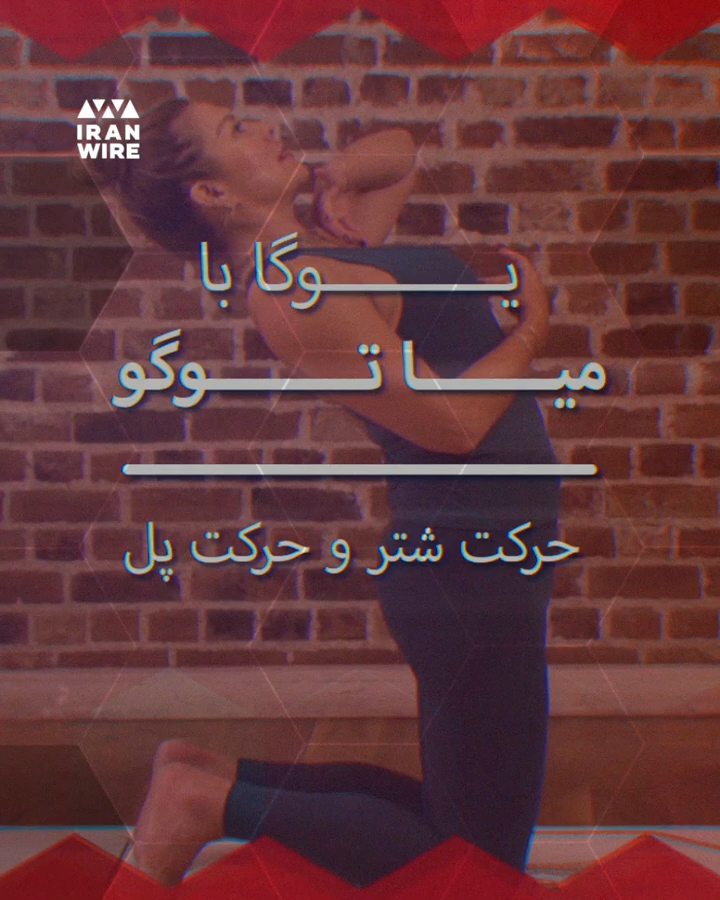 IRAN
WIRE
یوگا با
میا توگو
حرکت شتر و حرکت پل